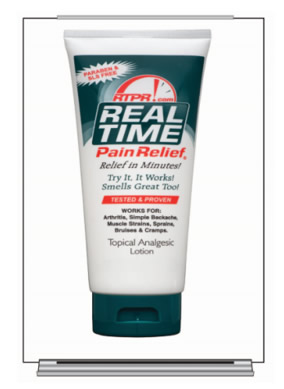 PARABEN &
SLS FREE
RTPR.com
REAL
TIME
Pain Relief®
Relief in Minutes!
Try It, It Works!
Smells Great Too!
TESTED & PROVEN
WORKS FOR:
Arthritis, Simple Backache,
Muscle Strains, Sprains,
Bruises & Cramps.
Topical Analgesic
Lotion